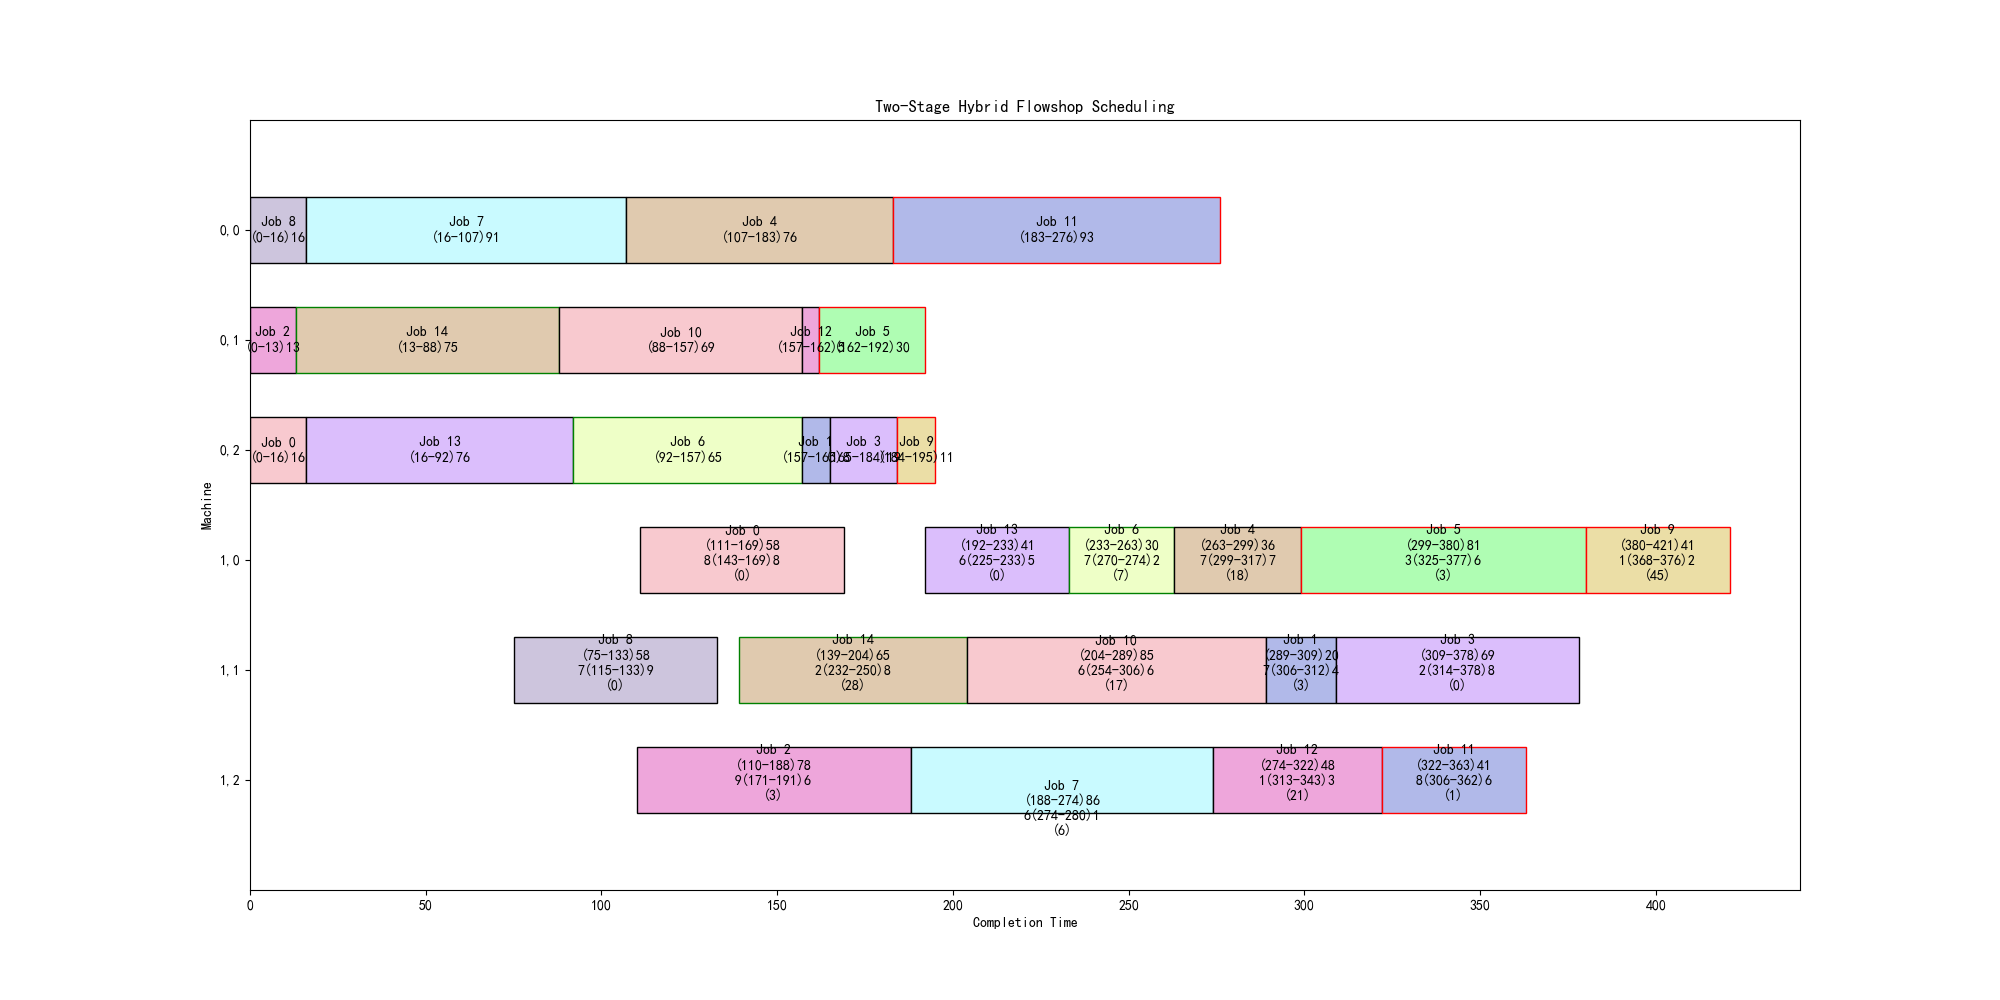 Two-Stage Hybrid Flowshop Scheduling
Machine
0,0
Job 8
(0-16)16
Job 7
(16-107)91
Job 4
(107-183)76
Job 11
(183-276)93
0,1
Job 2
(0-13)13
Job 14
(13-88)75
Job 10
(88-157)69
Job 12
(157-162)5
Job 5
(162-192)30
0,2
Job 0
(0-16)16
Job 13
(16-92)76
Job 6
(92-157)65
Job 1
(157-165)8
Job 3
(165-184)19
Job 9
(184-195)11
1,0
Job 0
(111-169)58
8(143-169)8
(0)
Job 13
(192-233)41
6(225-233)5
(0)
Job 6
(233-263)30
7(270-274)2
(7)
Job 4
(263-299)36
7(299-317)7
(18)
Job 5
(299-380)81
3(325-377)6
(3)
Job 9
(380-421)41
1(368-376)2
(45)
1,1
Job 8
(75-133)58
7(115-133)9
(0)
Job 14
(139-204)65
2(232-250)8
(28)
Job 10
(204-289)85
6(254-306)6
(17)
Job 1
(289-309)20
7(306-312)4
(3)
Job 3
(309-378)69
2(314-378)8
(0)
1,2
Job 2
(110-188)78
9(171-191)6
(3)
Job 7
(188-274)86
6(274-280)1
(6)
Job 12
(274-322)48
1(313-343)3
(21)
Job 11
(322-363)41
8(306-362)6
(1)
0 50 100 150 200 250 300 350 400
Completion Time